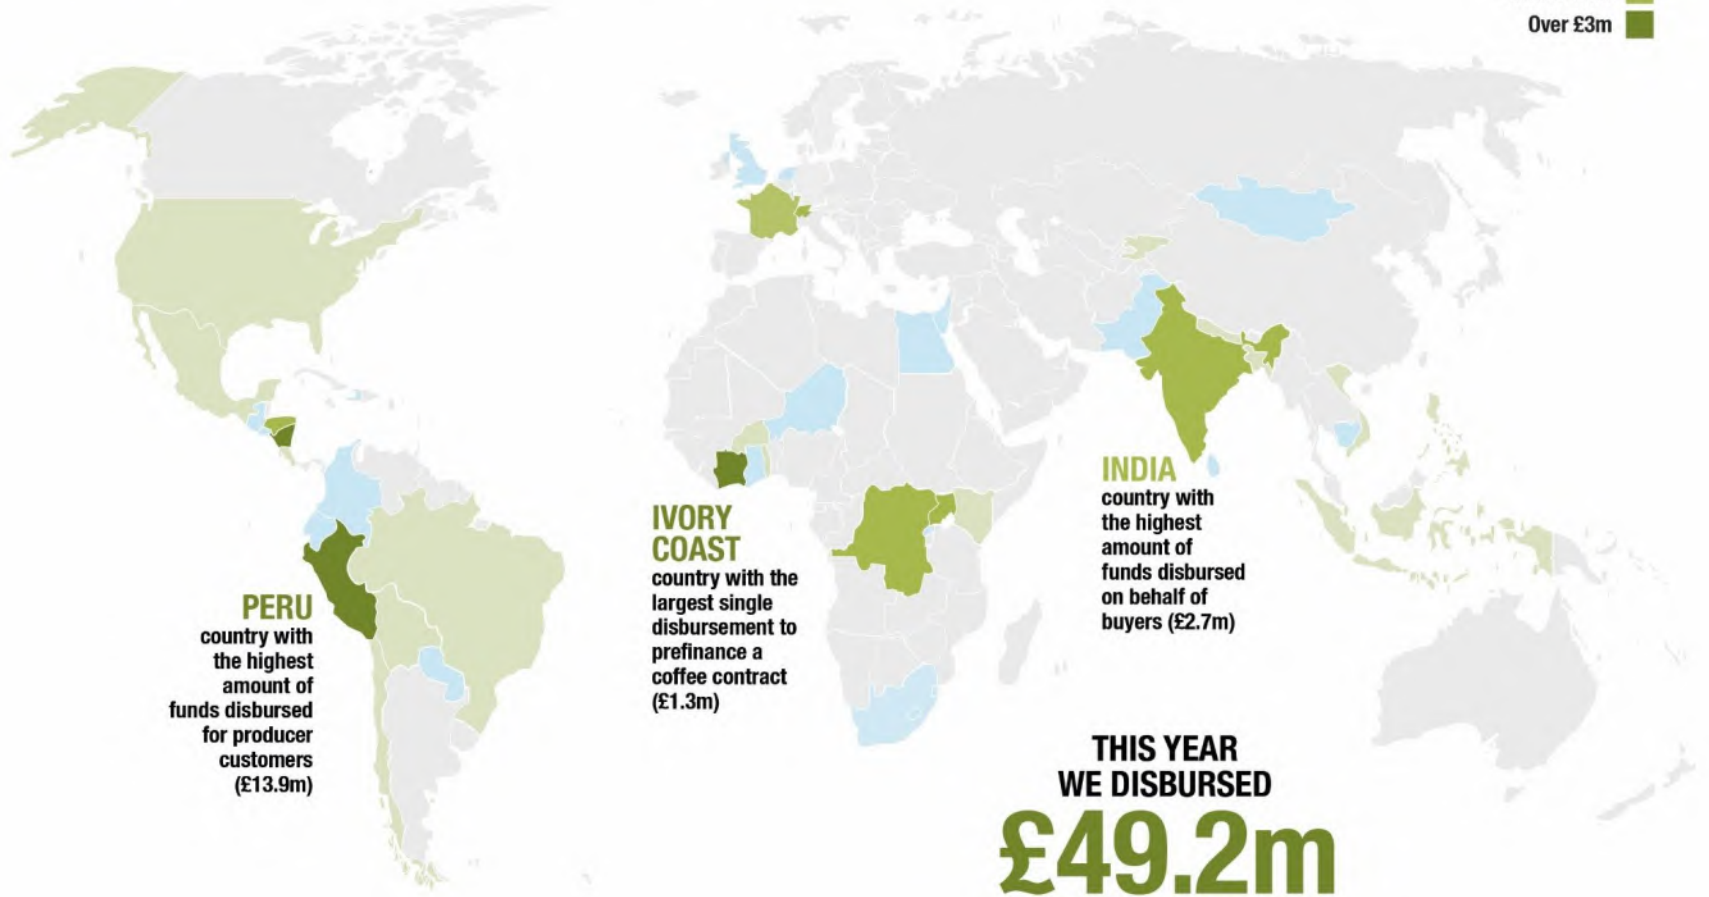 Over £3m
PERU
country with
the highest
amount of
funds disbursed
for producer
customers
(£13.9m)
IVORY
COAST
country with the
largest single
disbursement to
prefinance a
coffee contract
(£1.3m)
INDIA
country with
the highest
amount of
funds disbursed
on behalf of
buyers (£2.7m)
THIS YEAR
WE DISBURSED
£49.2m